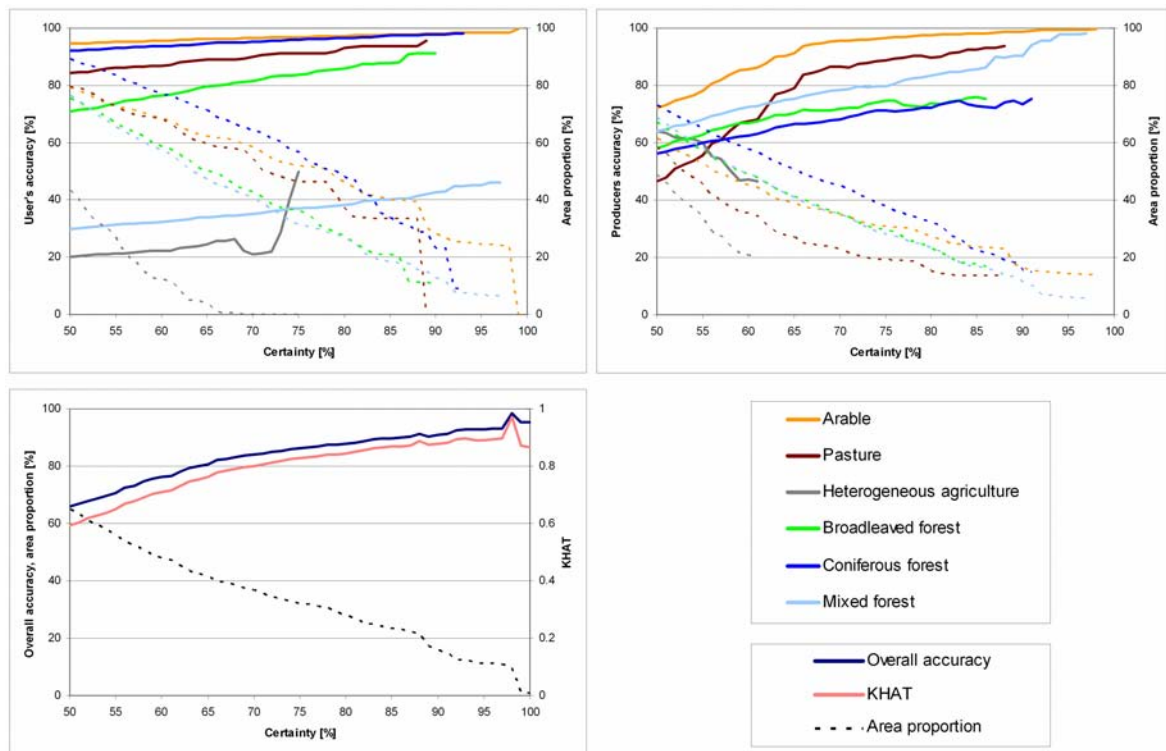 100
80
60
40
20
0
User's accuracy [%]
50 55 60 65 70 75 80 85 90 95 100
Certainty [%]
100
80
60
40
20
0
Area proportion [%]
100
80
60
40
20
0
Producers accuracy [%]
50 55 60 65 70 75 80 85 90 95 100
Certainty [%]
100
80
60
40
20
0
Area proportion [%]
100
80
60
40
20
0
Overall accuracy, area proportion [%]
50 55 60 65 70 75 80 85 90 95 100
Certainty [%]
1
0.8
0.6
0.4
0.2
0
KHAT
Arable
Pasture
Heterogeneous agriculture
Broadleaved forest
Coniferous forest
Mixed forest
Overall accuracy
KHAT
Area proportion